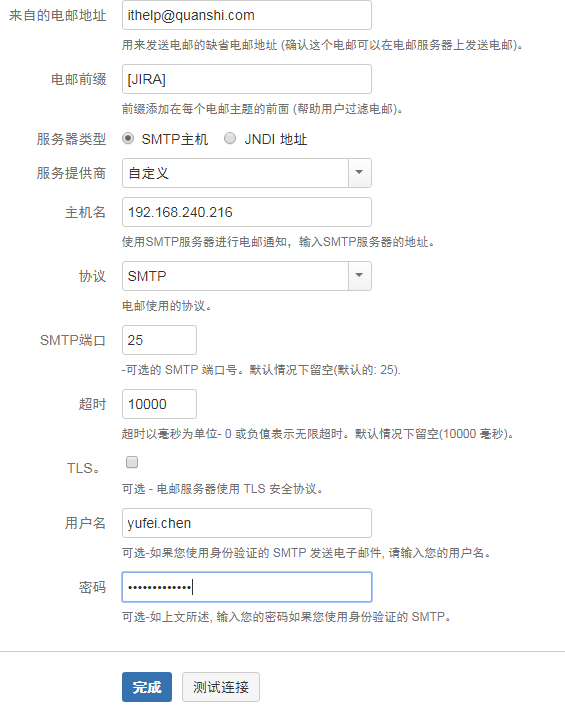 来自的电邮地址 ithelp@quanshi.com
用来发送电邮的缺省电邮地址 (确认这个电邮可以在电邮服务器上发送电邮)。
电邮前缀 [JIRA]
前缀添加在每个电邮主题的前面 (帮助用户过滤电邮)。
服务器类型 SMTP主机 JNDI 地址
服务提供商 自定义
主机名 192.168.240.216
使用SMTP服务器进行电邮通知，输入SMTP服务器的地址。
协议 SMTP
电邮使用的协议。
SMTP端口 25
-可选的 SMTP 端口号。默认情况下留空(默认的: 25).
超时 10000
超时以毫秒为单位- 0 或负值表示无限超时。默认情况下留空(10000 毫秒)。
TLS。
可选 - 电邮服务器使用 TLS 安全协议。
用户名 yufei.chen
可选-如果您使用身份验证的 SMTP 发送电子邮件, 请输入您的用户名。
密码 •••••••••••••
可选-如上文所述, 输入您的密码如果您使用身份验证的 SMTP。
完成 测试连接